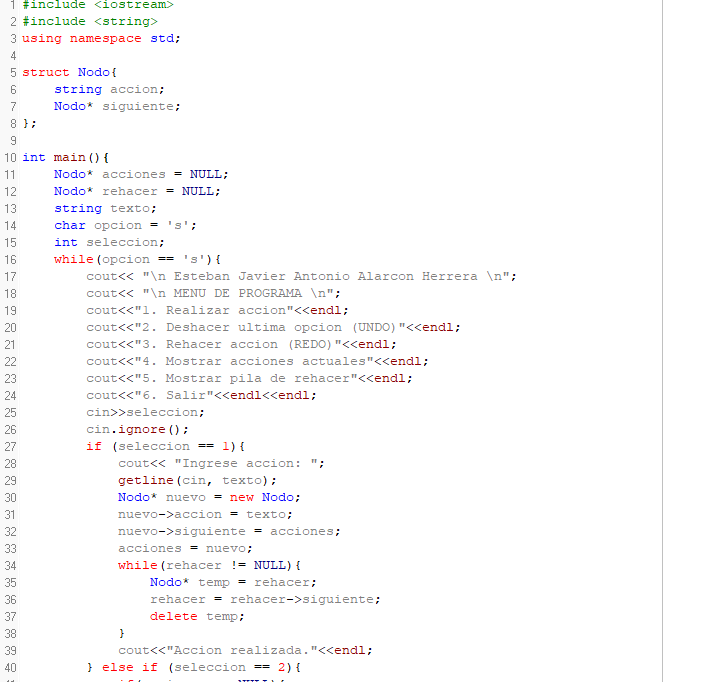 1 #include <iostream>
2 #include <string>
3 using namespace std;
4
5 struct Nodo{
6     string accion;
7     Nodo* siguiente;
8 };
9
10 int main(){
11     Nodo* acciones = NULL;
12     Nodo* rehacer = NULL;
13     string texto;
14     char opcion = 's';
15     int seleccion;
16     while(opcion == 's'){
17         cout<< "\n Esteban Javier Antonio Alarcon Herrera \n";
18         cout<< "\n MENU DE PROGRAMA \n";
19         cout<<"1. Realizar accion"<<endl;
20         cout<<"2. Deshacer ultima opcion (UNDO)"<<endl;
21         cout<<"3. Rehacer accion (REDO)"<<endl;
22         cout<<"4. Mostrar acciones actuales"<<endl;
23         cout<<"5. Mostrar pila de rehacer"<<endl;
24         cout<<"6. Salir"<<endl<<endl;
25         cin>>seleccion;
26         cin.ignore();
27         if (seleccion == 1){
28             cout<< "Ingrese accion: ";
29             getline(cin, texto);
30             Nodo* nuevo = new Nodo;
31             nuevo->accion = texto;
32             nuevo->siguiente = acciones;
33             acciones = nuevo;
34             while(rehacer != NULL){
35                 Nodo* temp = rehacer;
36                 rehacer = rehacer->siguiente;
37                 delete temp;
38             }
39             cout<<"Accion realizada."<<endl;
40         } else if (seleccion == 2){